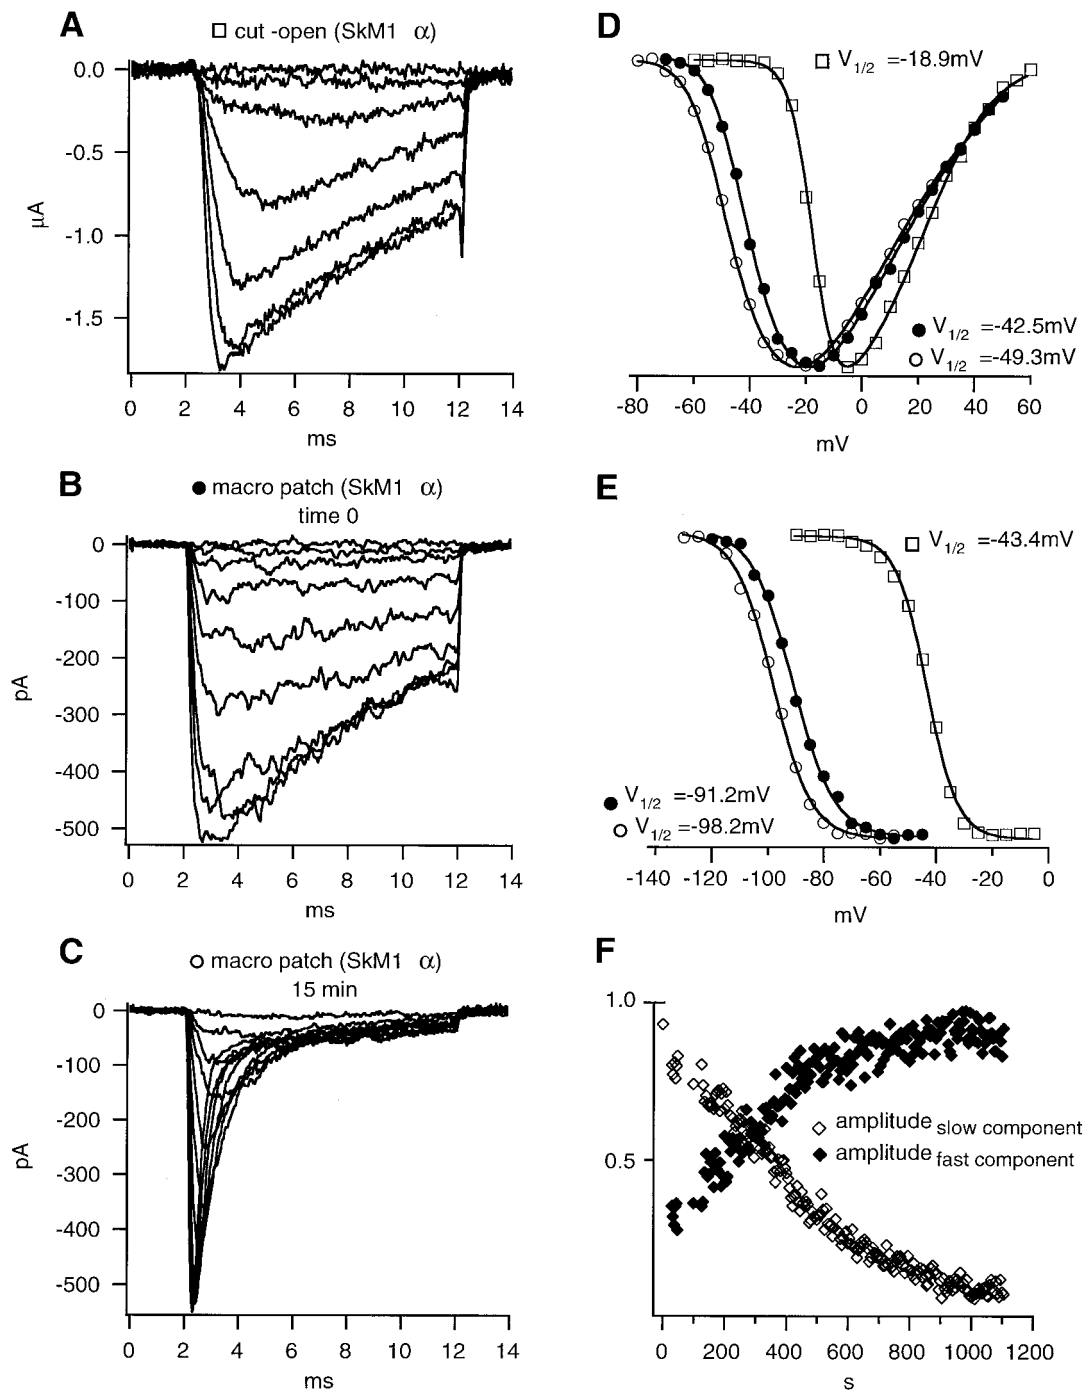 A
□ cut -open (SkM1 α)
0.0
-0.5
-1.0
-1.5
µA
0 2 4 6 8 10 12 14
ms
B
● macro patch (SkM1 α)
time 0
0
-100
-200
-300
-400
-500
pA
0 2 4 6 8 10 12 14
ms
C
○ macro patch (SkM1 α)
15 min
0
-100
-200
-300
-400
-500
pA
0 2 4 6 8 10 12 14
ms
D
□ V1/2 =-18.9mV
● V1/2 =-42.5mV
○ V1/2 =-49.3mV
-80 -60 -40 -20 0 20 40 60
mV
E
□ V1/2 =-43.4mV
● V1/2 =-91.2mV
○ V1/2 =-98.2mV
-140 -120 -100 -80 -60 -40 -20 0
mV
F
1.0
0.5
◇ amplitude slow component
◆ amplitude fast component
0 200 400 600 800 1000 1200
s